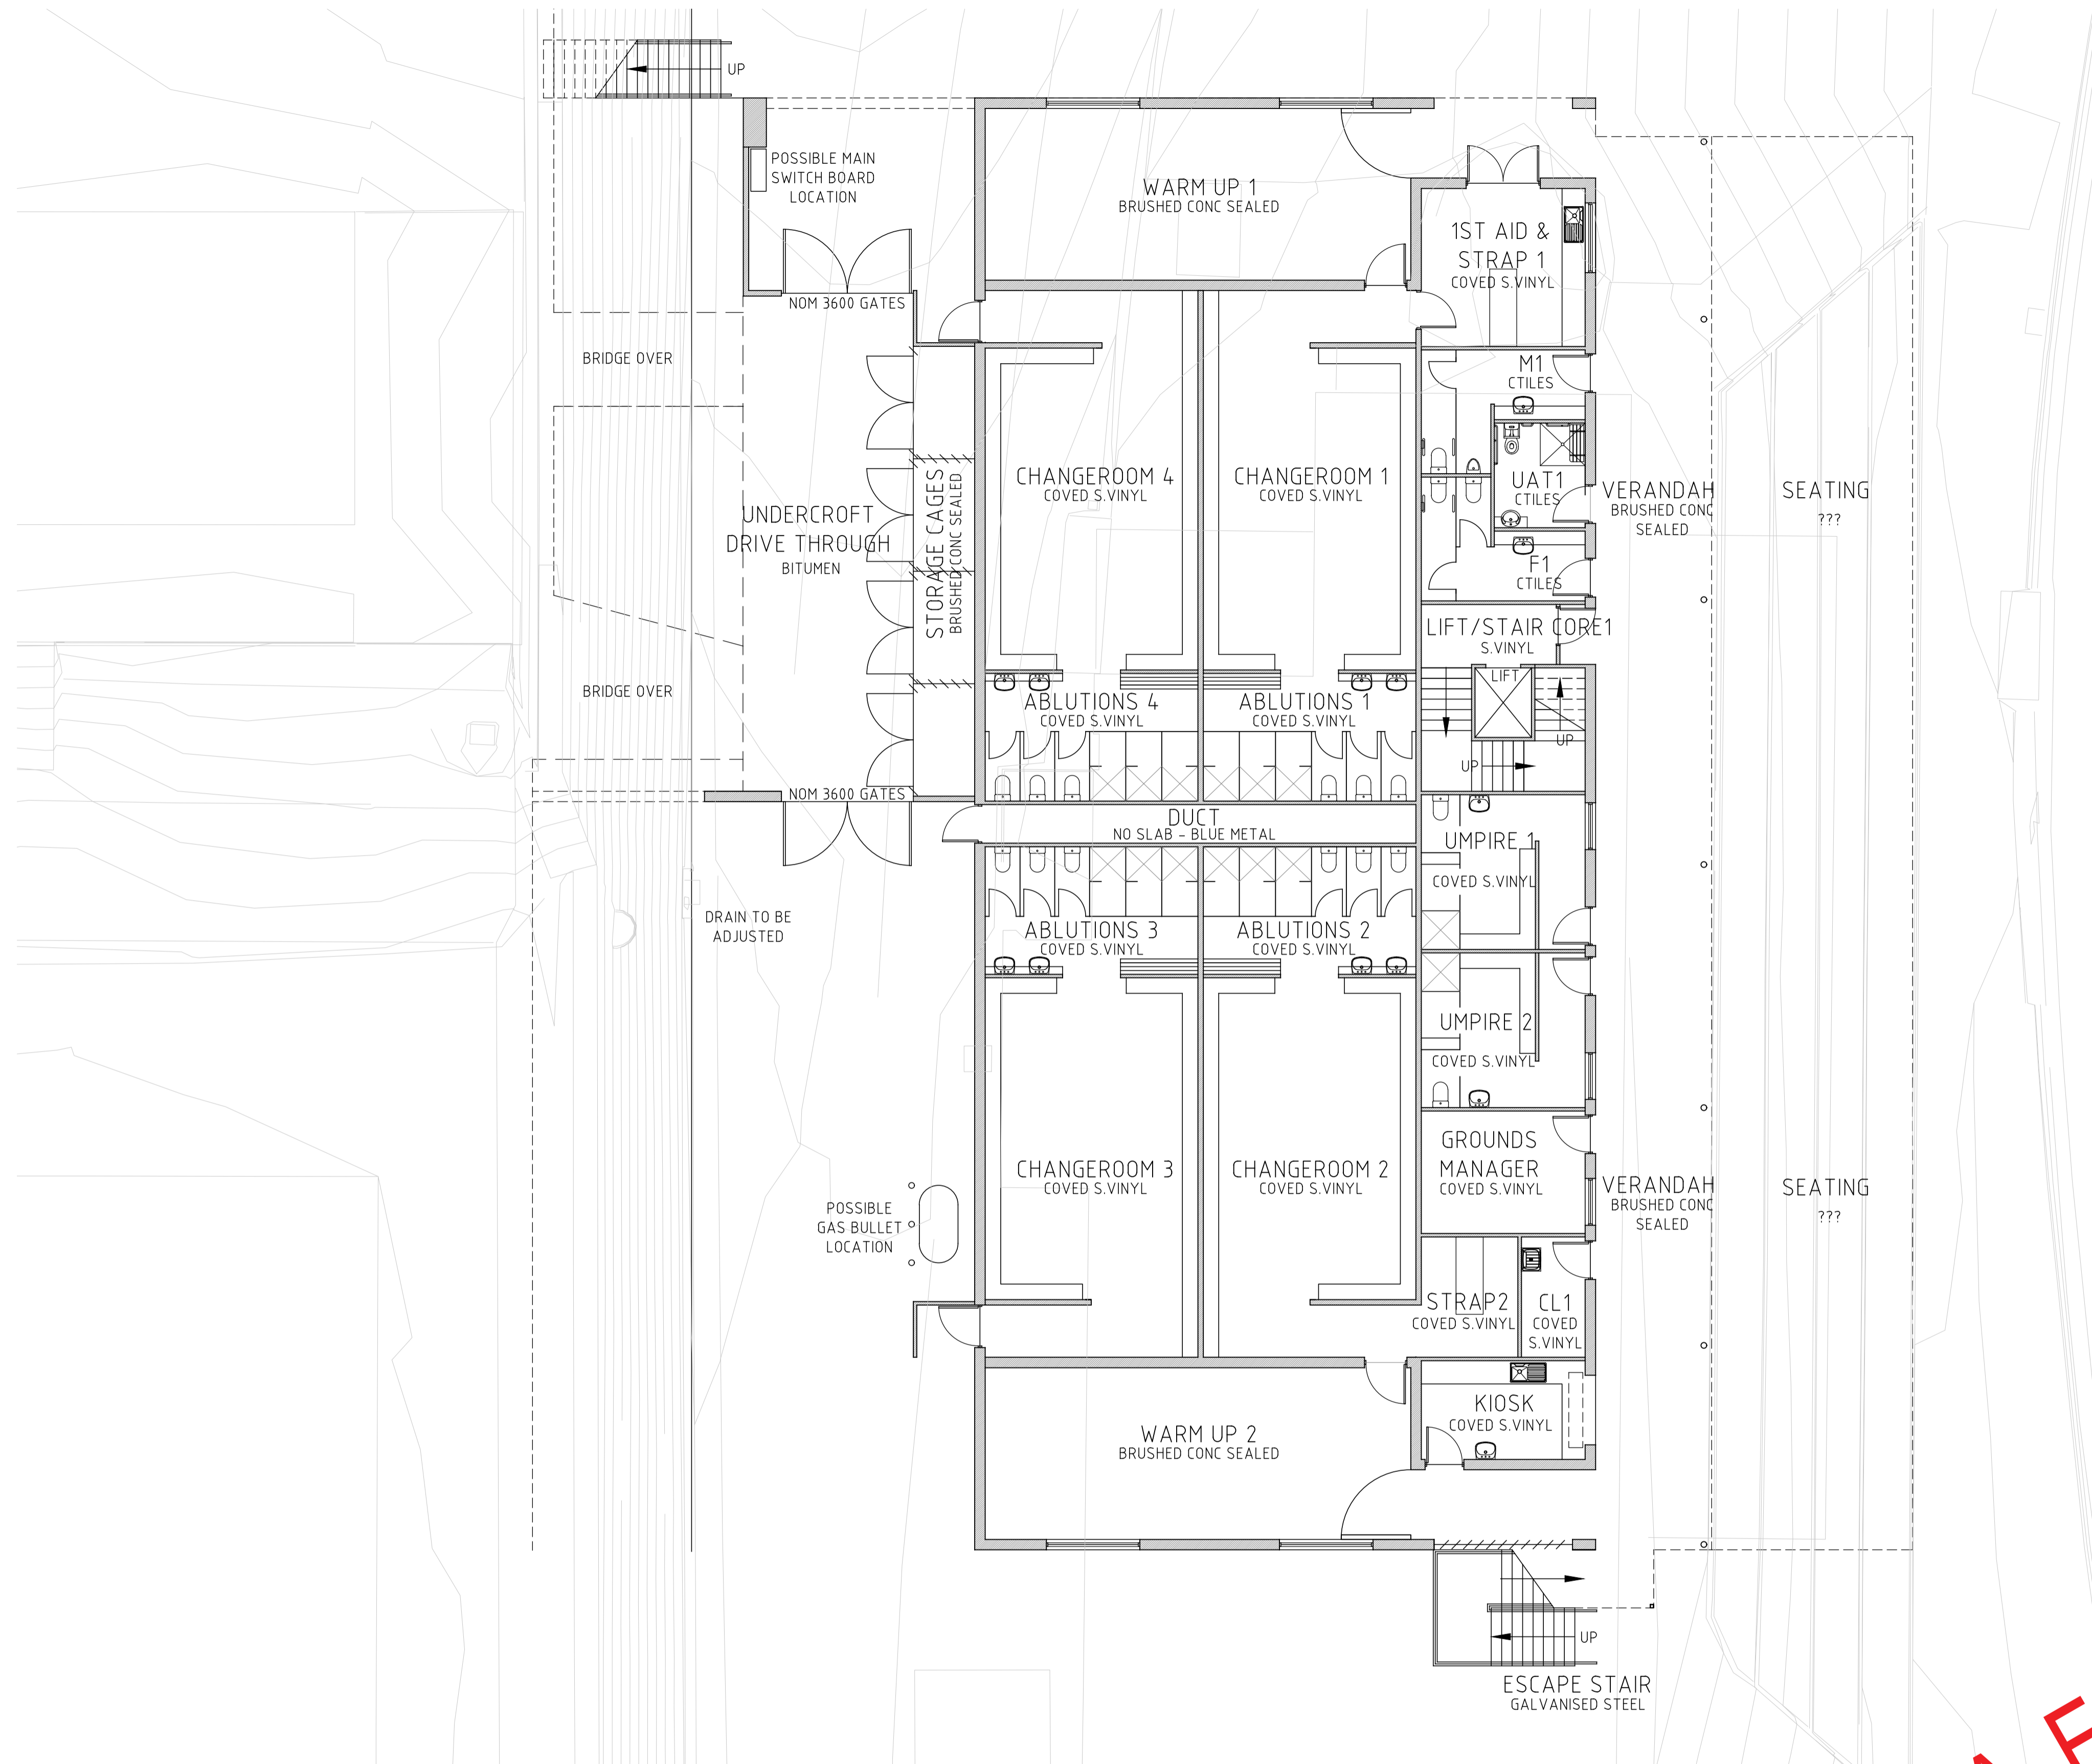 UP
POSSIBLE MAIN
SWITCH BOARD
LOCATION
WARM UP 1
BRUSHED CONC SEALED
1ST AID &
STRAP 1
COVED S.VINYL
NOM 3600 GATES
BRIDGE OVER
M1
CTILES
CHANGEROOM 4
COVED S.VINYL
CHANGEROOM 1
COVED S.VINYL
UAT1
CTILES
VERANDAH
BRUSHED CONC
SEALED
SEATING
???
UNDERCROFT
DRIVE THROUGH
BITUMEN
STORAGE CAGES
BRUSHED CONC SEALED
F1
CTILES
LIFT/STAIR CORE1
S.VINYL
LIFT
BRIDGE OVER
ABLUTIONS 4
COVED S.VINYL
ABLUTIONS 1
COVED S.VINYL
UP
UP
NOM 3600 GATES
DUCT
NO SLAB - BLUE METAL
UMPIRE 1
COVED S.VINYL
DRAIN TO BE
ADJUSTED
ABLUTIONS 3
COVED S.VINYL
ABLUTIONS 2
COVED S.VINYL
UMPIRE 2
COVED S.VINYL
GROUNDS
MANAGER
COVED S.VINYL
CHANGEROOM 3
COVED S.VINYL
CHANGEROOM 2
COVED S.VINYL
VERANDAH
BRUSHED CONC
SEALED
SEATING
???
POSSIBLE
GAS BULLET
LOCATION
STRAP2
COVED S.VINYL
CL1
COVED
S.VINYL
KIOSK
COVED S.VINYL
WARM UP 2
BRUSHED CONC SEALED
UP
ESCAPE STAIR
GALVANISED STEEL